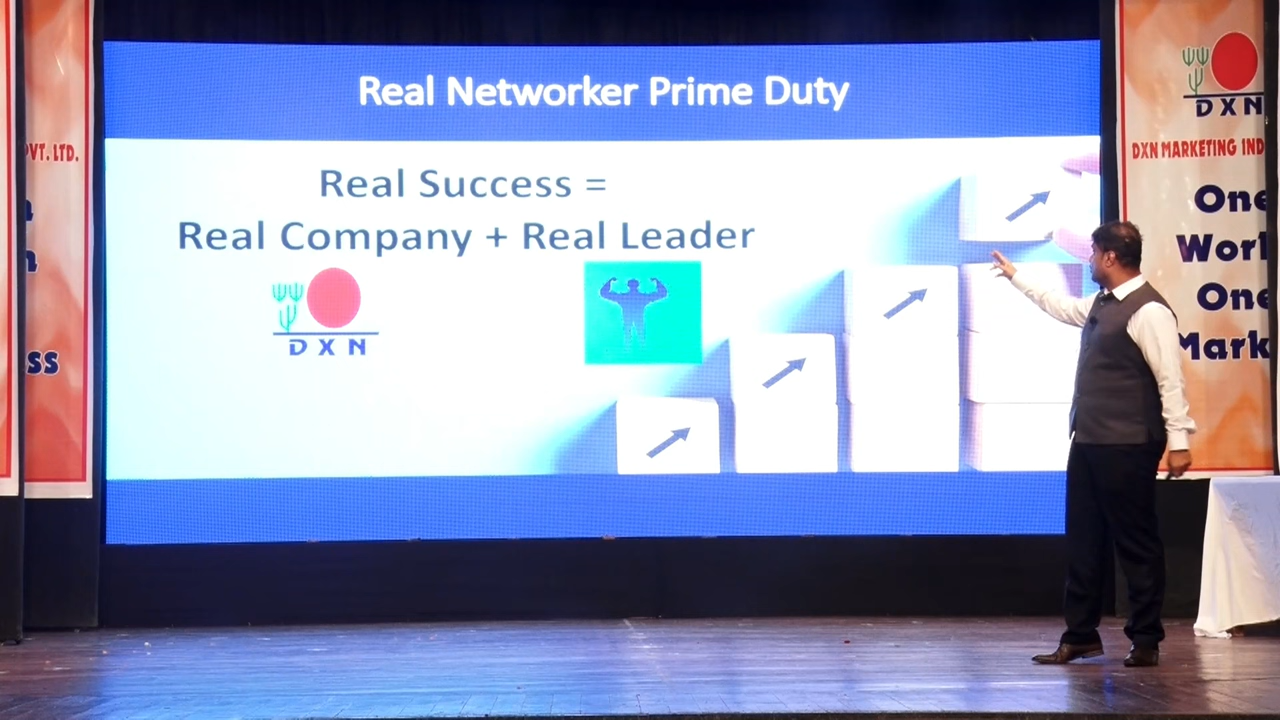 Real Networker Prime Duty
Real Success =
Real Company + Real Leader
DXN
PVT. LTD.
ss
DXN
DXN MARKETING IND
One
Worl
One
Mark